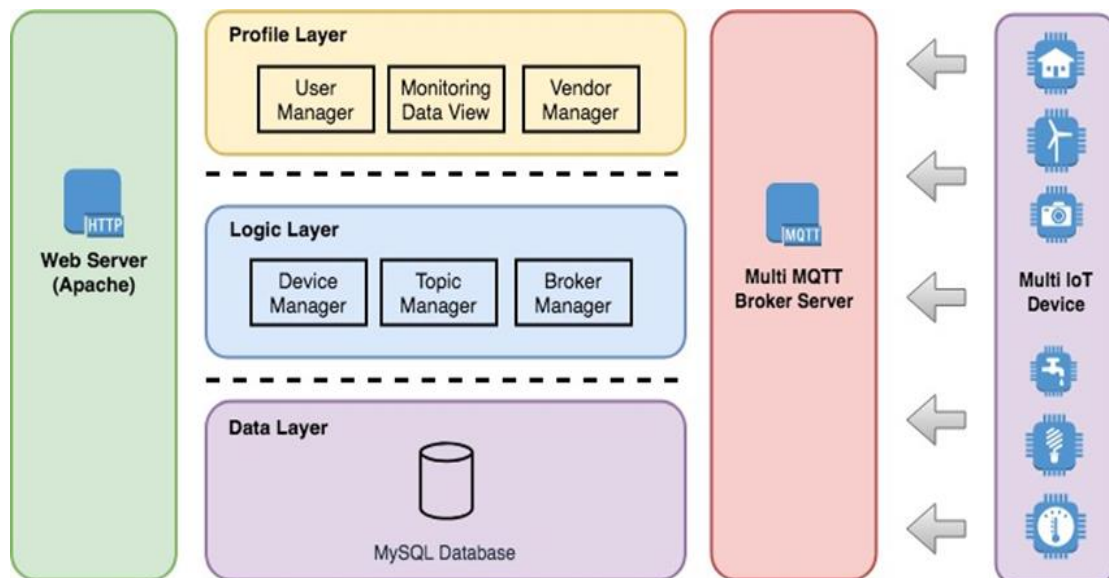 Profile Layer
User
Manager
Monitoring
Data View
Vendor
Manager
HTTP
Web Server
(Apache)
Logic Layer
Device
Manager
Topic
Manager
Broker
Manager
Data Layer
MySQL Database
MQTT
Multi MQTT
Broker Server
Multi IoT
Device